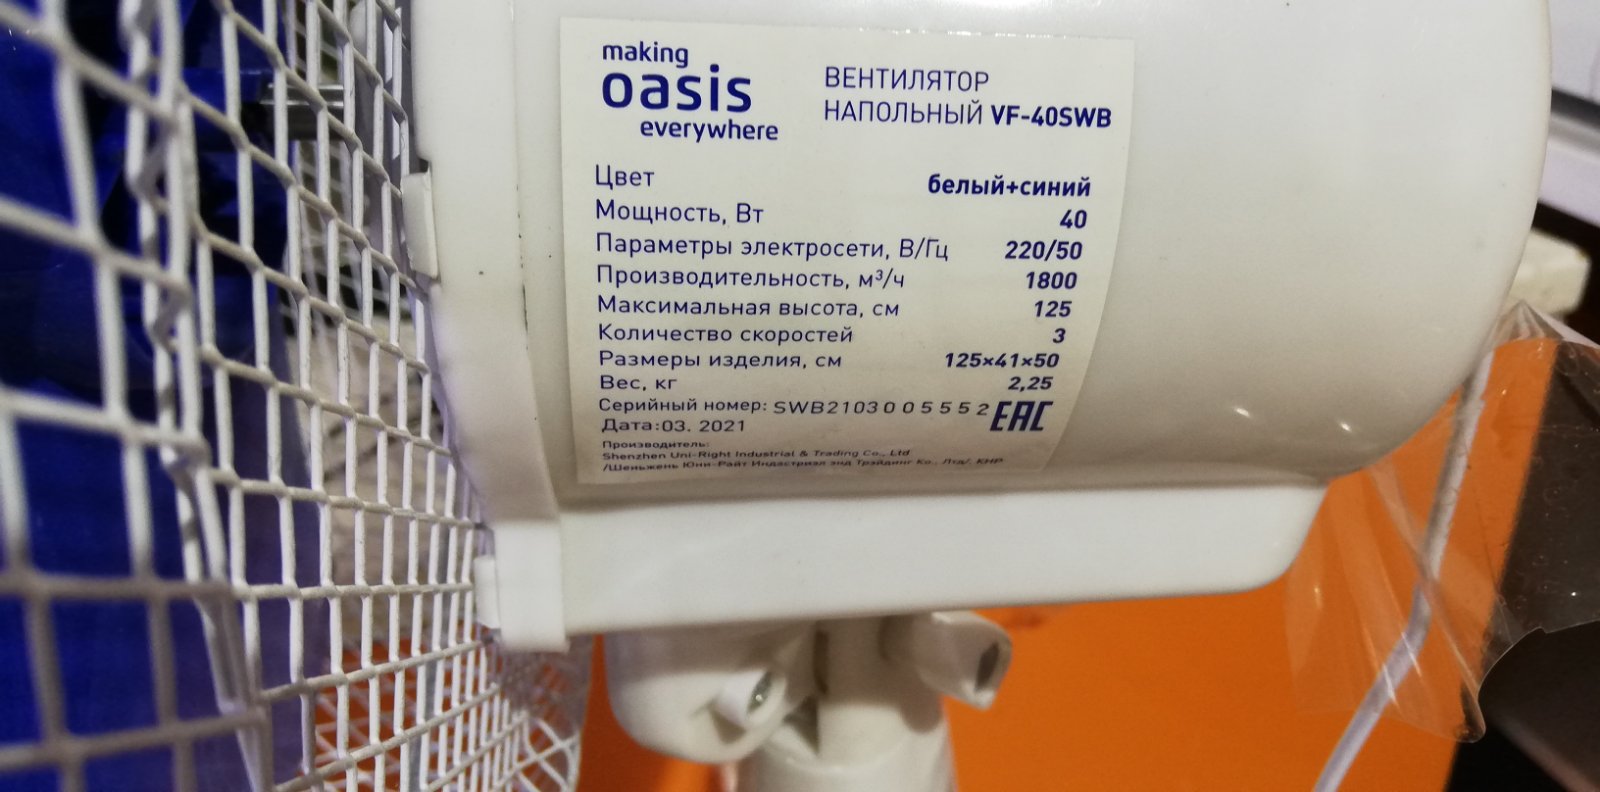 making
oasis
everywhere
ВЕНТИЛЯТОР
НАПОЛЬНЫЙ VF-40SWB
Цвет белый+синий
Мощность, Вт 40
Параметры электросети, В/Гц 220/50
Производительность, м³/ч 1800
Максимальная высота, см 125
Количество скоростей 3
Размеры изделия, см 125×41×50
Вес, кг 2,25
Серийный номер: SWB2103005552
EAC
Дата:03. 2021
Производитель:
Shenzhen Uni-Right Industrial & Trading Co., Ltd
/Шеньжень Юни-Райт Индастриал энд Трэйдинг Ко., Лтд/, КНР